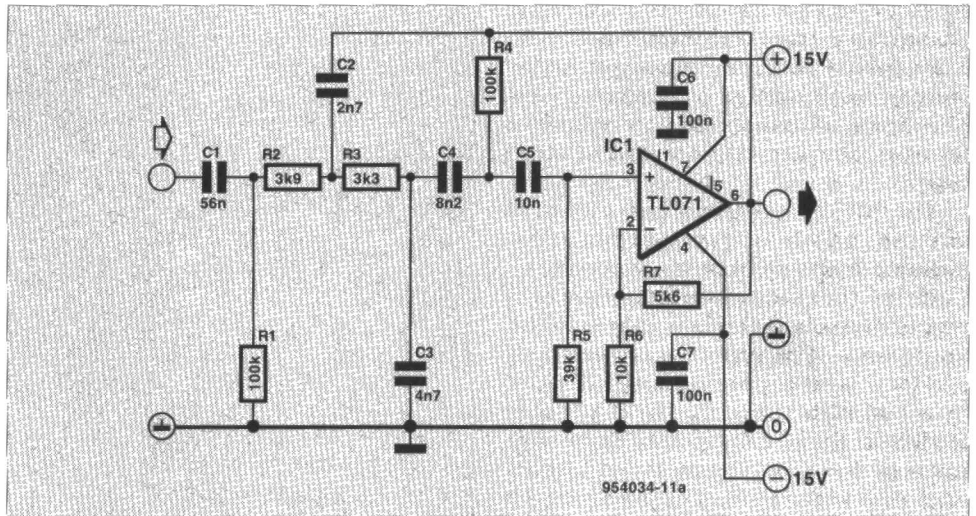 R4
C2
100k
C6
+ 15V
2n7
100n
IC1
C1
R2
R3
C4
C5
1
7
3k9
3k3
3
+
5
56n
8n2
10n
TL071
6
2
−
4
R7
5k6
R1
100k
C3
4n7
R5
39k
R6
10k
C7
100n
0
954034-11a
− 15V